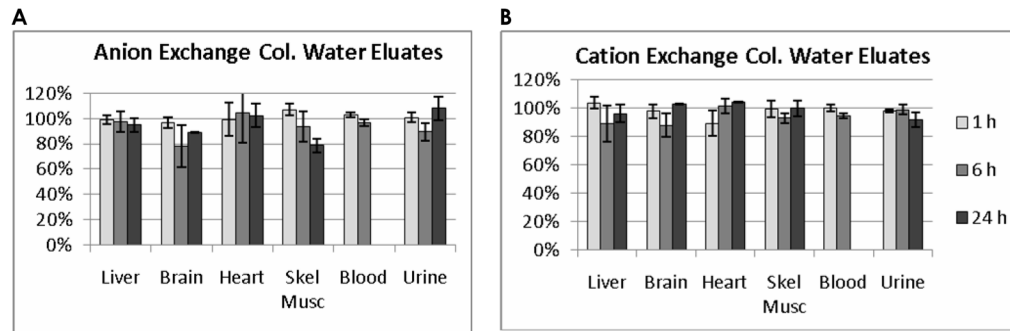 A
Anion Exchange Col. Water Eluates
120%
100%
80%
60%
40%
20%
0%
Liver Brain Heart Skel Blood Urine
Musc
B
Cation Exchange Col. Water Eluates
120%
100%
80%
60%
40%
20%
0%
Liver Brain Heart Skel Blood Urine
Musc
1 h
6 h
24 h